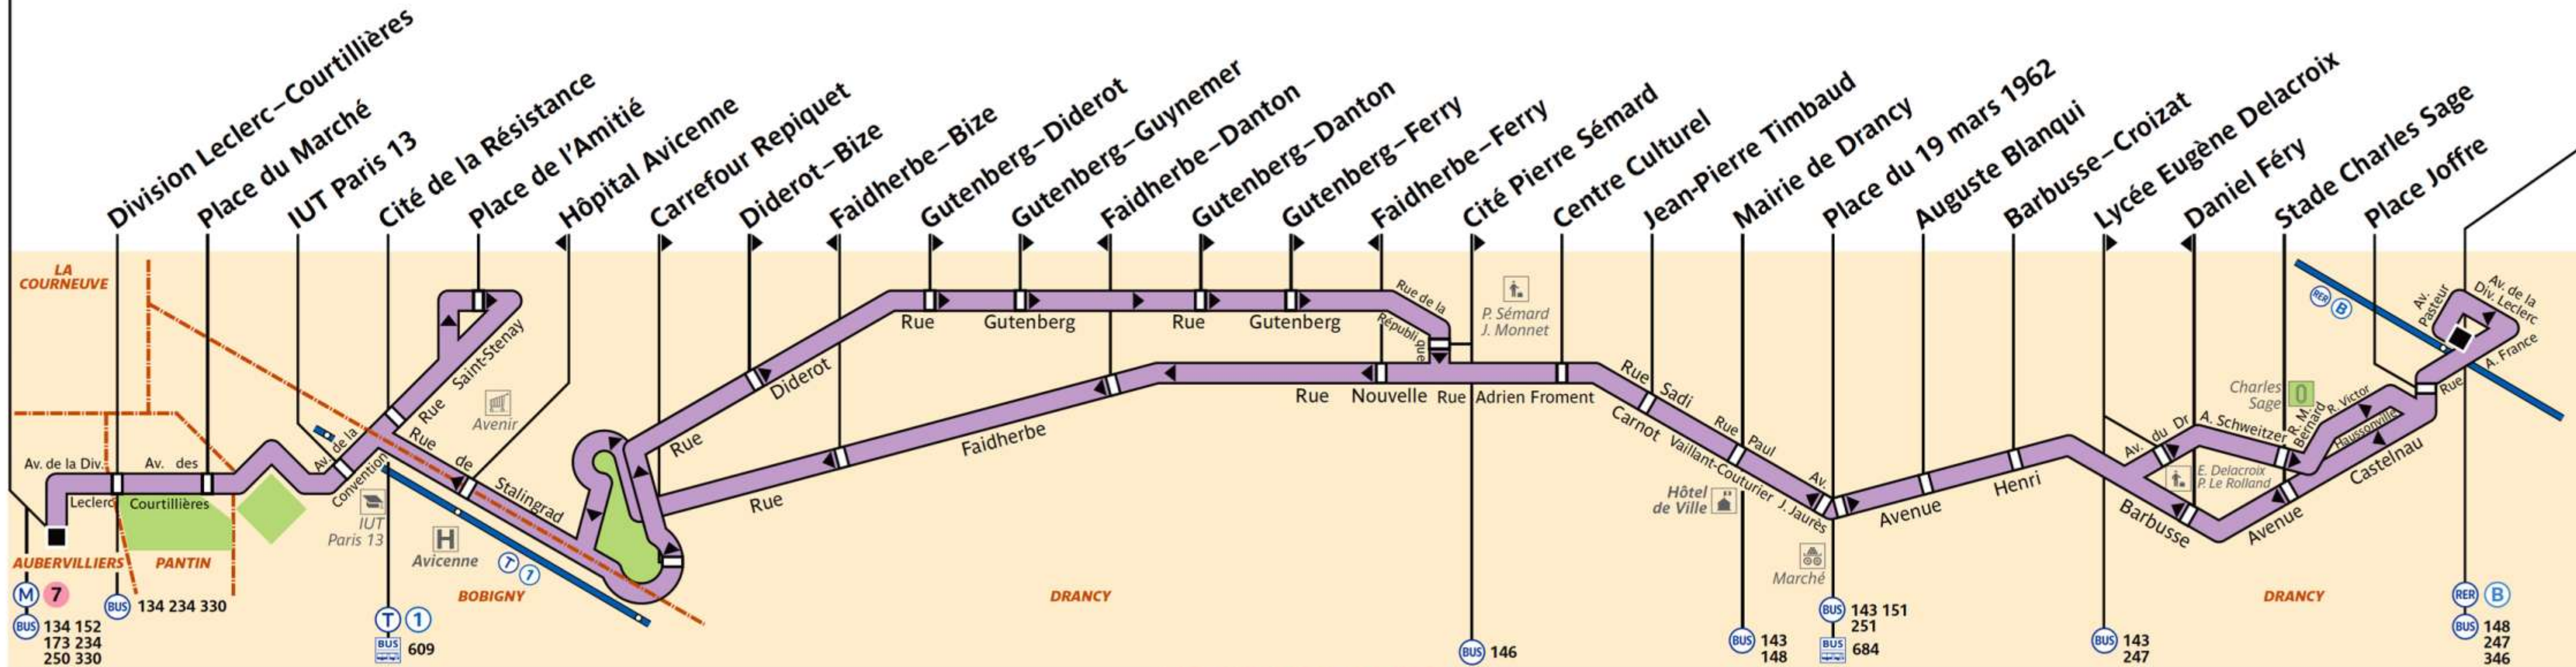 Division Leclerc–Courtillières
Place du Marché
IUT Paris 13
Cité de la Résistance
Place de l'Amitié
Hôpital Avicenne
Carrefour Repiquet
Diderot–Bize
Faidherbe–Bize
Gutenberg–Diderot
Gutenberg–Guynemer
Faidherbe–Danton
Gutenberg–Danton
Gutenberg–Ferry
Faidherbe–Ferry
Cité Pierre Sémard
Centre Culturel
Jean-Pierre Timbaud
Mairie de Drancy
Place du 19 mars 1962
Auguste Blanqui
Barbusse–Croizat
Lycée Eugène Delacroix
Daniel Féry
Stade Charles Sage
Place Joffre
LA
COURNEUVE
Av. de la Div.
Leclerc
Av. des
Courtillières
Av. de la
Convention
Rue
Saint-Stenay
Avenir
Rue de
Stalingrad
IUT
Paris 13
H
Avicenne
T 1
AUBERVILLIERS
PANTIN
BOBIGNY
M 7
BUS 134 152
173 234
250 330
BUS 134 234 330
T 1
BUS 609
Rue Diderot
Rue Gutenberg
Rue Gutenberg
Rue de la
Républi
que
P. Sémard
J. Monnet
Rue Faidherbe
Rue Nouvelle
Rue Adrien Froment
DRANCY
BUS 146
Rue Sadi
Carnot
Rue Paul
Vaillant-Couturier
Av.
J. Jaurès
Hôtel
de Ville
Marché
BUS 143
148
BUS 143 151
251
BUS 684
Avenue Henri
Barbusse
BUS 143
247
Av. du Dr
A. Schweitzer
E. Delacroix
P. Le Rolland
Charles
Sage
R. M.
Bernard
R. Victor
Haussonville
Avenue Castelnau
RER B
Av.
Pasteur
Av. de la
Div. Leclerc
Rue A. France
DRANCY
RER B
BUS 148
247
346